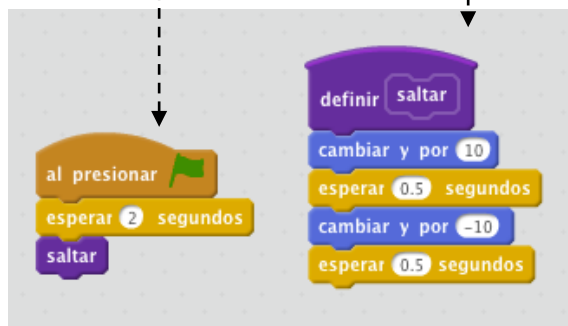 al presionar
esperar 2 segundos
saltar
definir saltar
cambiar y por 10
esperar 0.5 segundos
cambiar y por -10
esperar 0.5 segundos